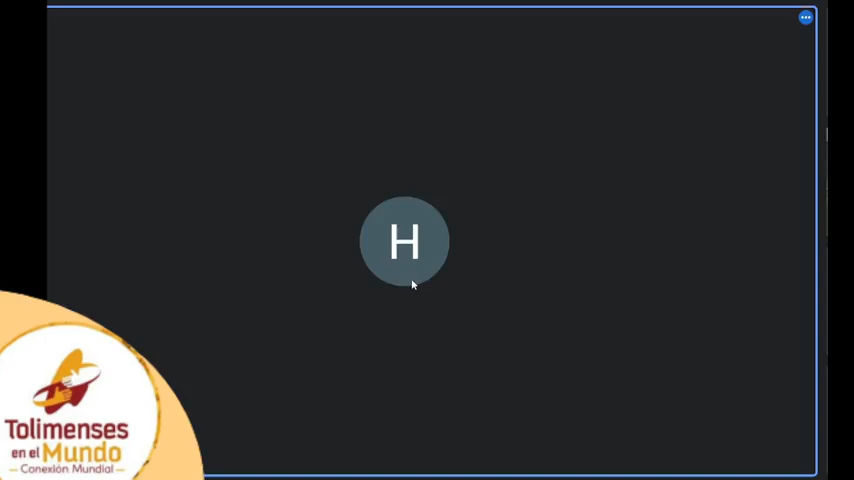 H
Tolimenses
en el Mundo
– Conexión Mundial –